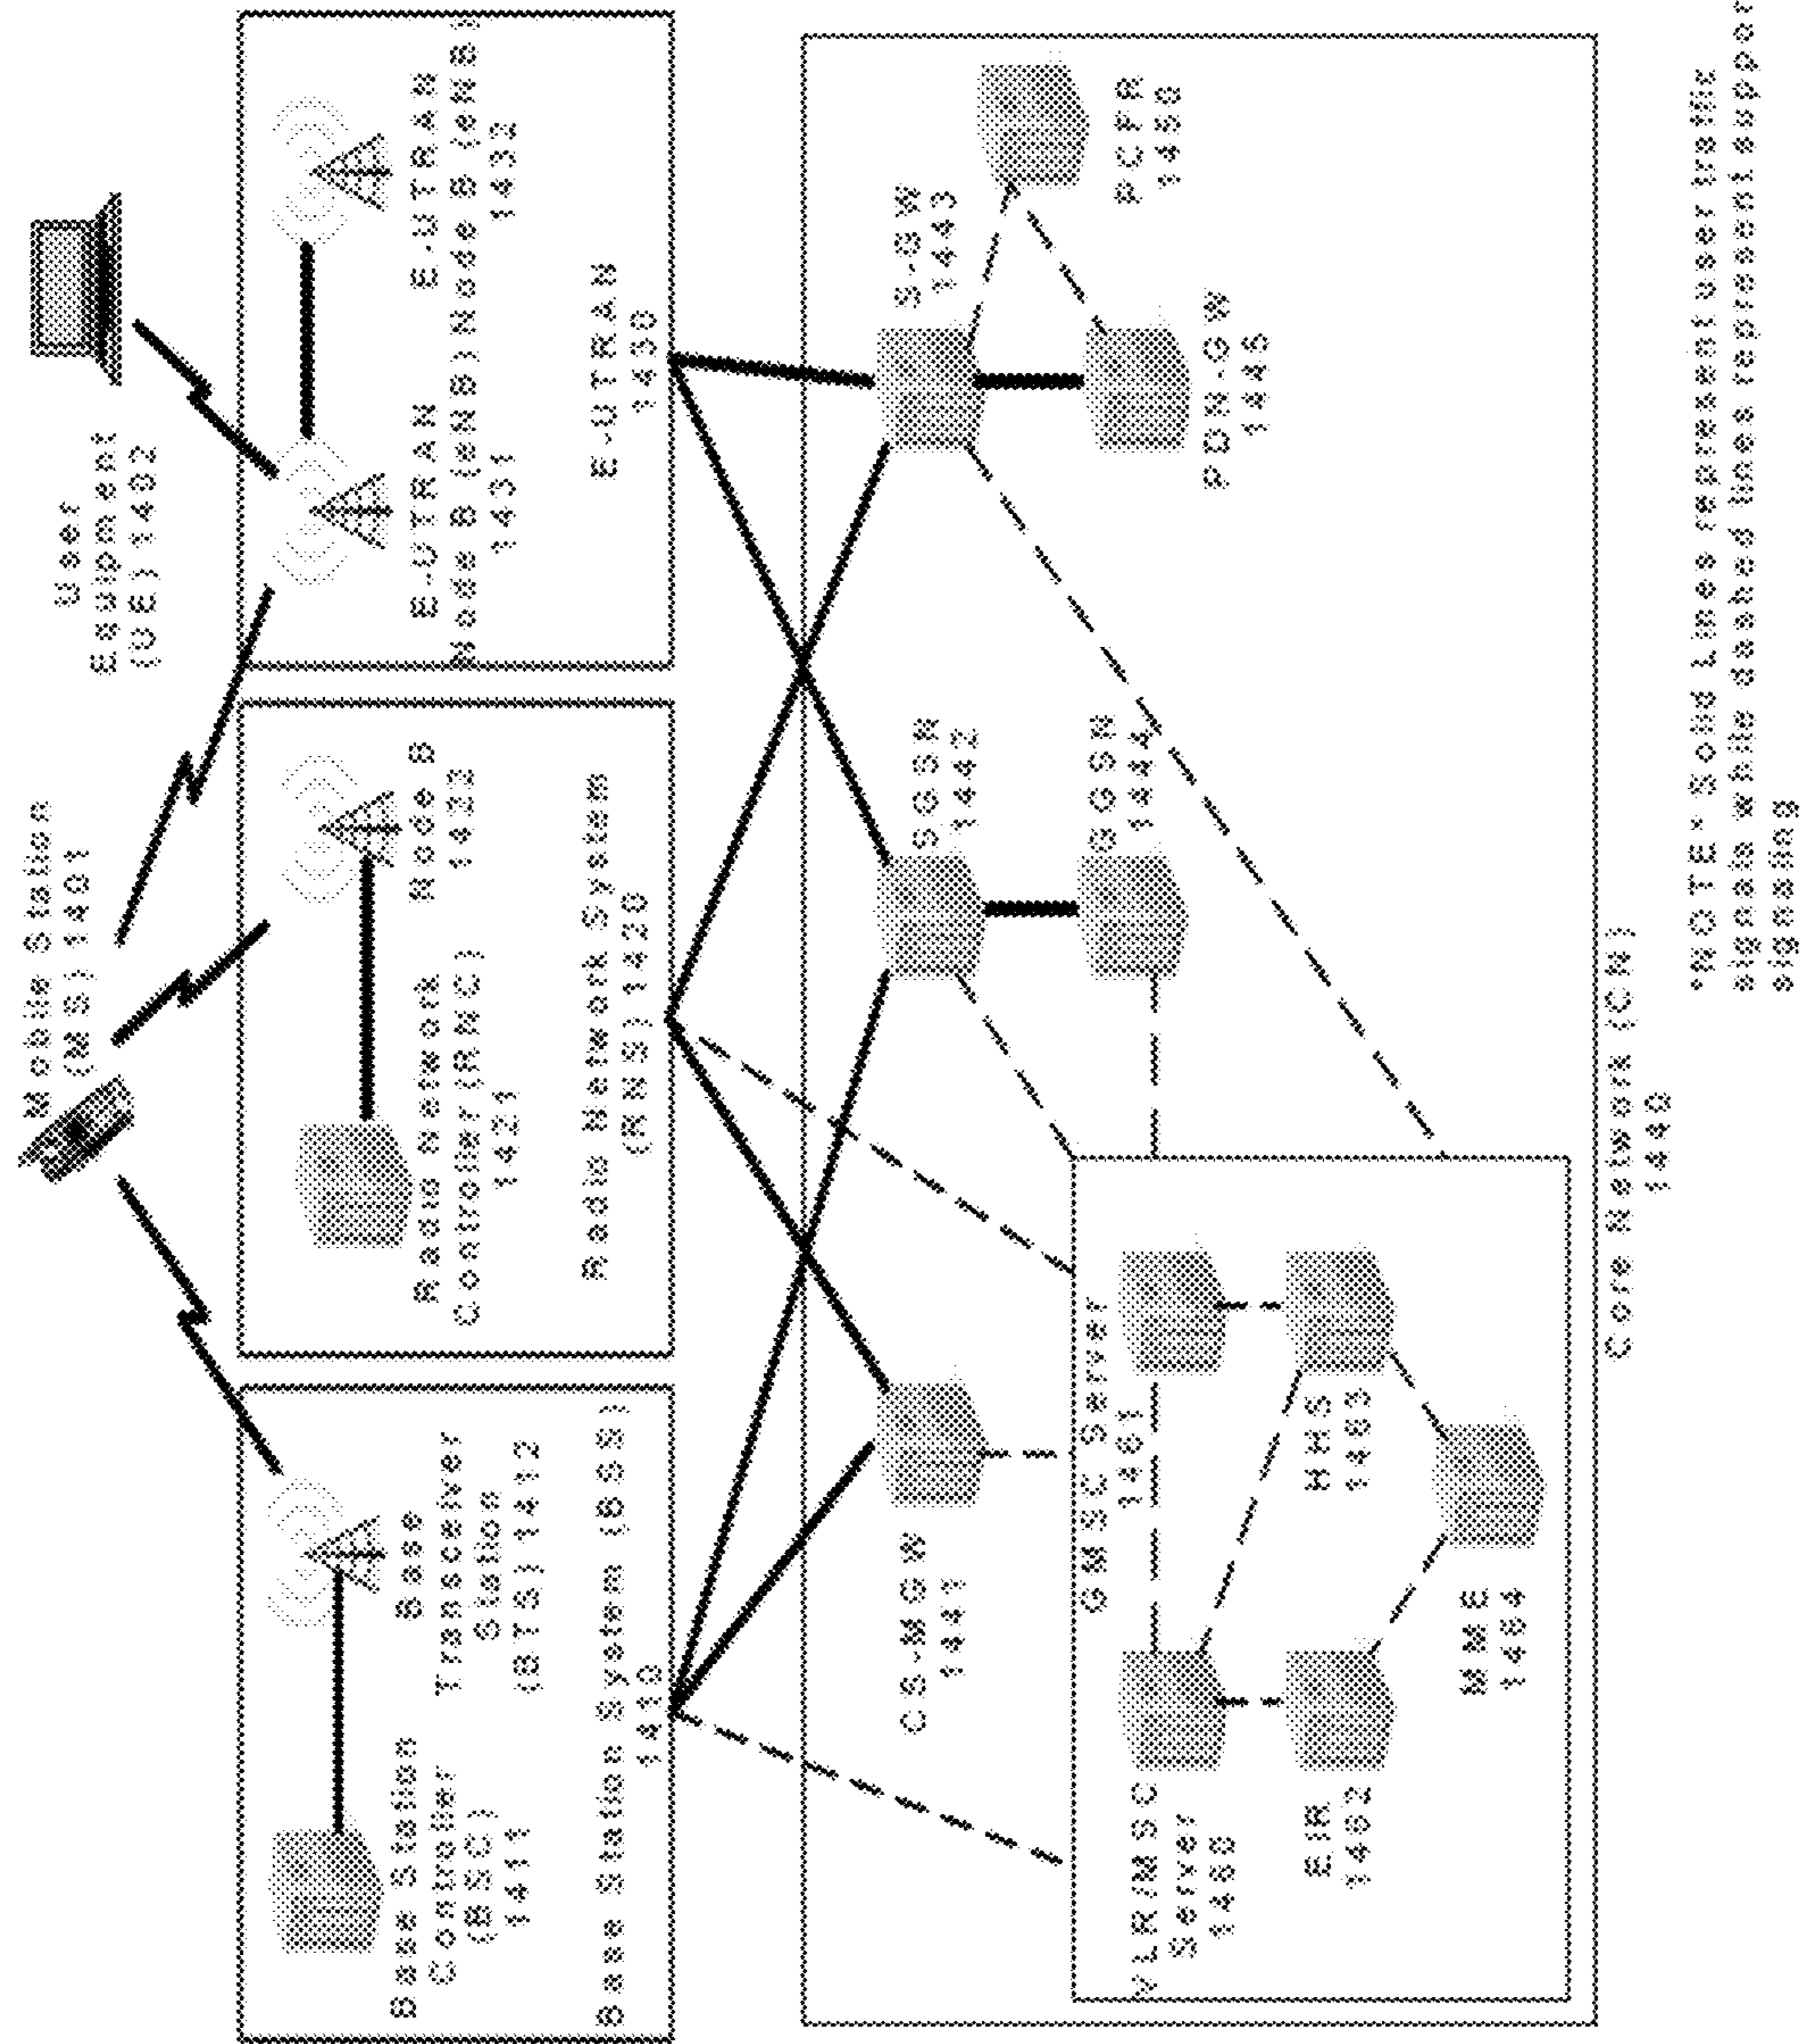 Mobile Station
(MS) 1401
User
Equipment
(UE) 1402
Base Station
Controller
(BSC)
1411
Base
Transceiver
Station
(BTS) 1412
Base Station System (BSS)
1410
Radio Network
Controller (RNC)
1421
Node B
1422
Radio Network System
(RNS) 1420
E-UTRAN
Node B (eNB)
1431
E-UTRAN
Node B (eNB)
1432
E-UTRAN
1430
CS-MGW
1441
SGSN
1442
GGSN
1444
S-GW
1443
PDN-GW
1445
PCFR
1450
VLR/MSC
Server
1460
GMSC Server
1461
EIR
1462
HHS
1463
MME
1464
Core Network (CN)
1440
*NOTE* Solid Lines represent user traffic
signals while dashed lines represent support
signaling